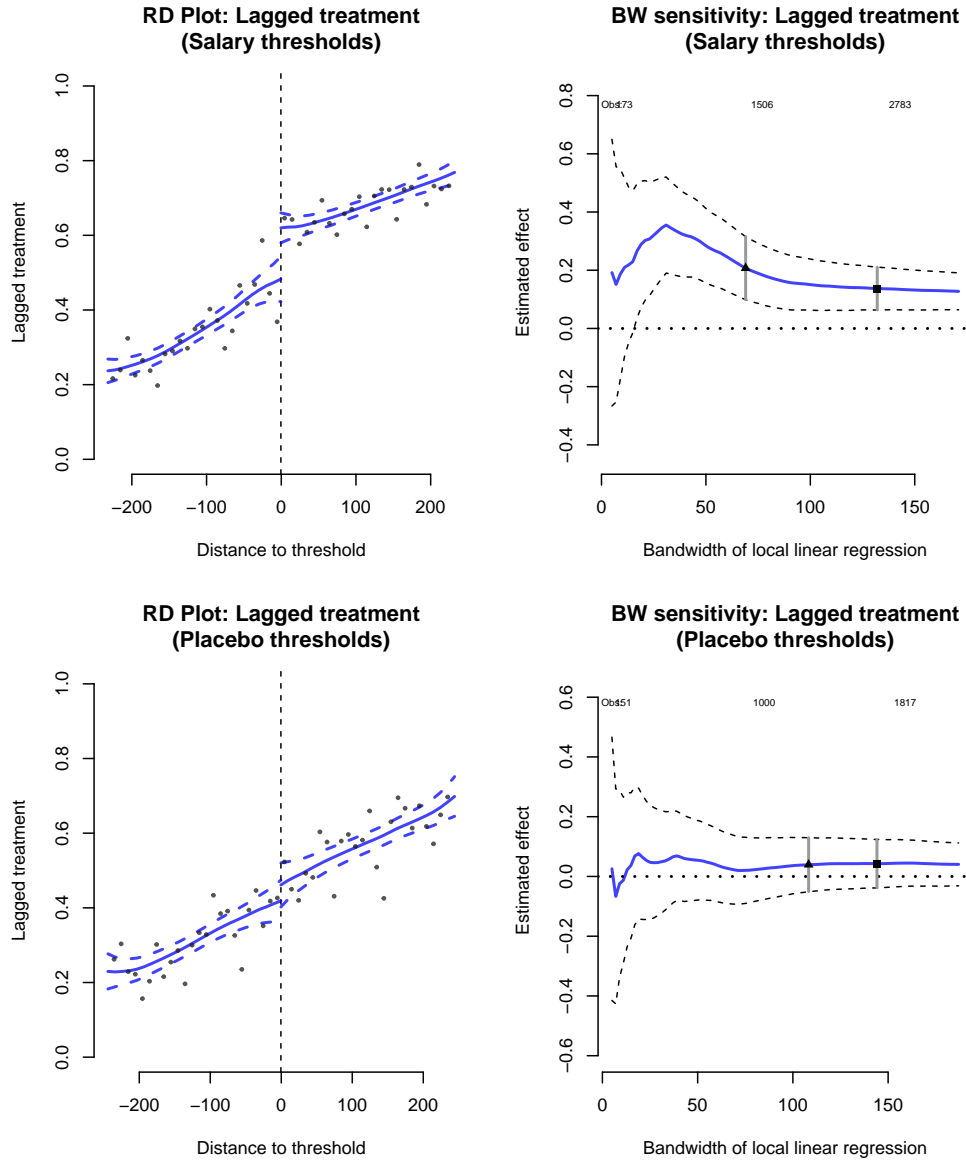 RD Plot: Lagged treatment
(Salary thresholds)
Lagged treatment
1.0
0.8
0.6
0.4
0.2
0.0
−200 −100 0 100 200
Distance to threshold
BW sensitivity: Lagged treatment
(Salary thresholds)
Estimated effect
0.8
0.6
0.4
0.2
0.0
−0.2
−0.4
Obs: 173 1506 2783
0 50 100 150
Bandwidth of local linear regression
RD Plot: Lagged treatment
(Placebo thresholds)
Lagged treatment
1.0
0.8
0.6
0.4
0.2
0.0
−200 −100 0 100 200
Distance to threshold
BW sensitivity: Lagged treatment
(Placebo thresholds)
Estimated effect
0.6
0.4
0.2
0.0
−0.2
−0.4
−0.6
Obs: 151 1000 1817
0 50 100 150
Bandwidth of local linear regression